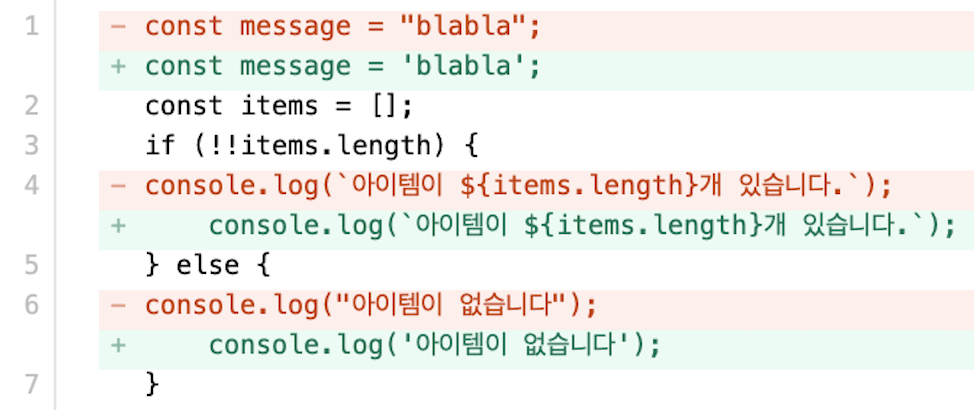 1 - const message = "blabla";
+ const message = 'blabla';
2 const items = [];
3 if (!!items.length) {
4 - console.log(`아이템이 ${items.length}개 있습니다.`);
+     console.log(`아이템이 ${items.length}개 있습니다.`);
5 } else {
6 - console.log("아이템이 없습니다");
+     console.log('아이템이 없습니다');
7 }